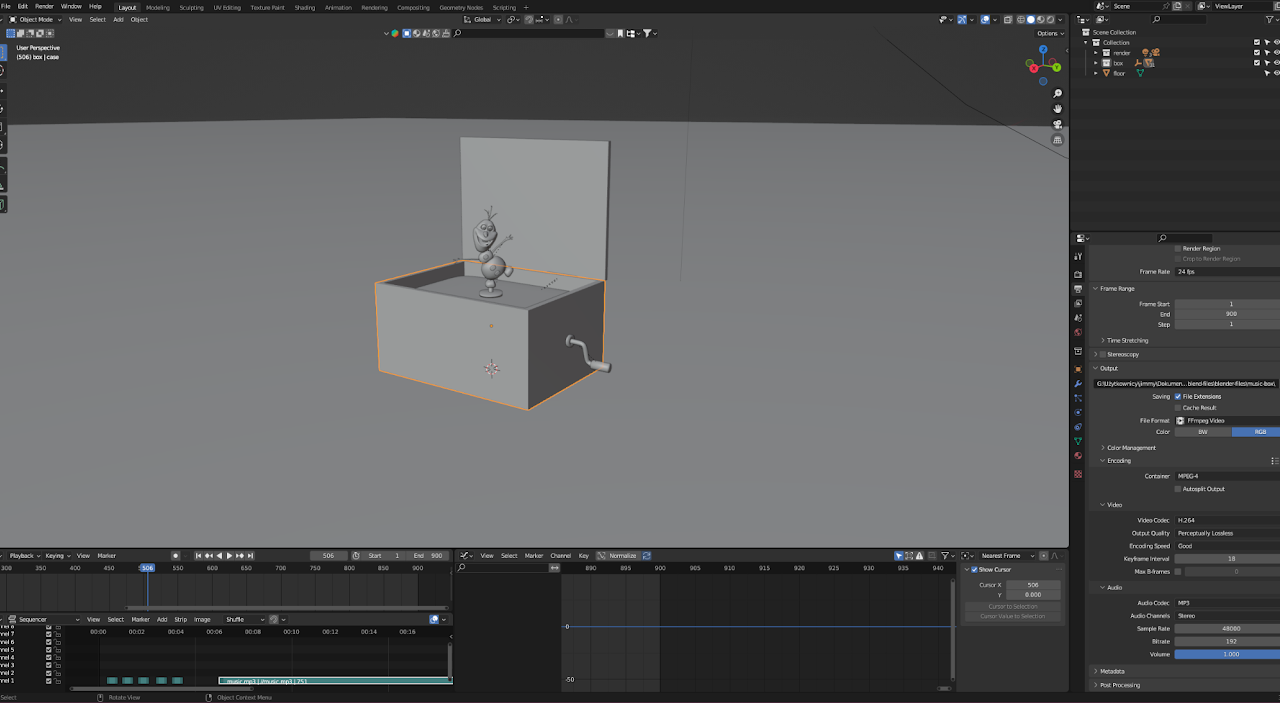 File Edit Render Window Help Layout Modeling Sculpting UV Editing Texture Paint Shading Animation Rendering Compositing Geometry Nodes Scripting + Scene ViewLayer
Object Mode View Select Add Object Global
Options
User Perspective
(506) box | case
Scene Collection
Collection
render
box
floor
Render Region
Crop to Render Region
Frame Rate 24 fps
Frame Range
Frame Start 1
End 900
Step 1
Time Stretching
Stereoscopy
Output
G:\Użytkownicy\jimmy\Dokumen... blend-files\blender-files\music-box\
Saving File Extensions
Cache Result
File Format FFmpeg Video
Color BW RGB
Color Management
Encoding
Container MPEG-4
Autosplit Output
Video
Video Codec H.264
Output Quality Perceptually Lossless
Encoding Speed Good
Keyframe Interval 18
Max B-frames 0
Audio
Audio Codec MP3
Audio Channels Stereo
Sample Rate 48000
Bitrate 192
Volume 1.000
Metadata
Post Processing
Playback Keying View Marker 506 Start 1 End 900
300 350 400 450 506 550 600 650 700 750 800 850 900
Sequencer View Select Marker Add Strip Image Shuffle
00:00 00:02 00:04 00:06 00:08 00:10 00:12 00:14 00:16
nnel 7
nnel 6
nnel 5
nnel 4
nnel 3
nnel 2
nnel 1 music.mp3 | //music.mp3 | 751
View Select Marker Channel Key Normalize Nearest Frame
890 895 900 905 910 915 920 925 930 935 940
0
-50
Show Cursor
Cursor X 506
Y 0.000
Cursor to Selection
Cursor Value to Selection
Select Rotate View Object Context Menu